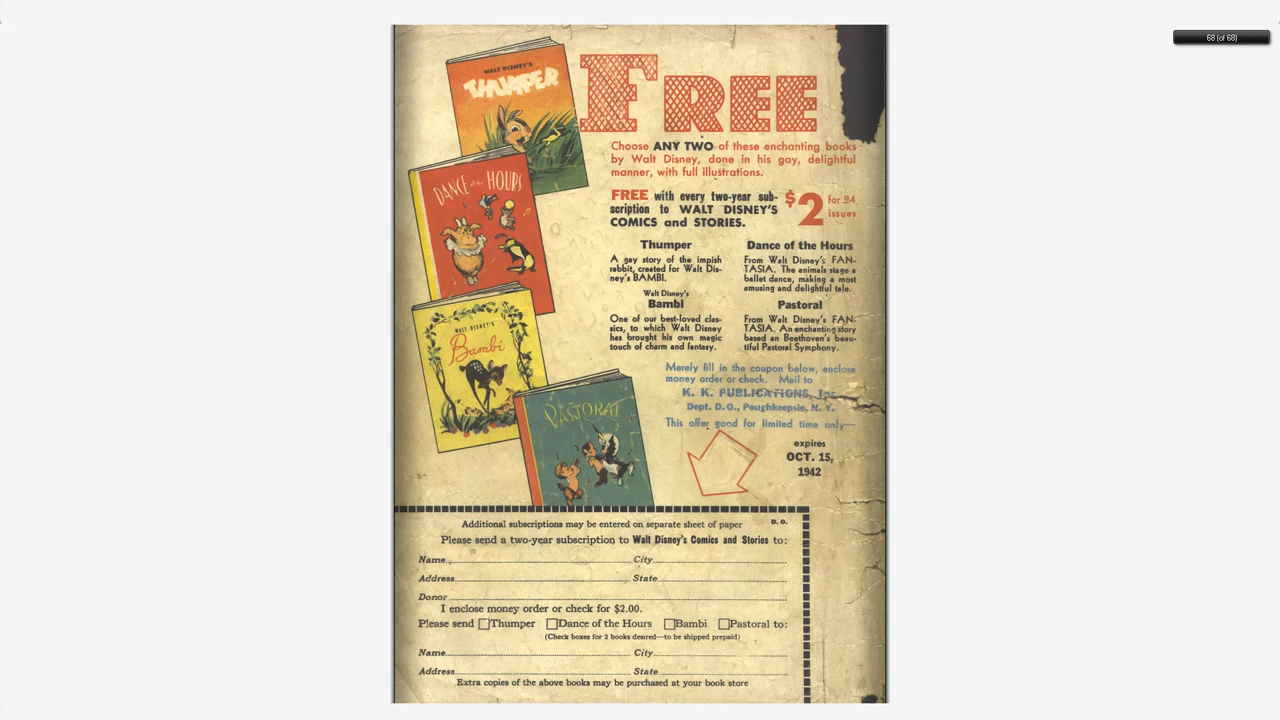 68 (of 68)
WALT DISNEY'S
THUMPER
FREE
Choose ANY TWO of these enchanting books
by Walt Disney, done in his gay, delightful
manner, with full illustrations.
DANCE of the HOURS
FREE with every two-year sub-
scription to WALT DISNEY'S
COMICS and STORIES.
$2 for 24
issues
Thumper
A gay story of the impish
rabbit, created for Walt Dis-
ney's BAMBI.
Dance of the Hours
From Walt Disney's FAN-
TASIA. The animals stage a
ballet dance, making a most
amusing and delightful tale.
Walt Disney's
Bambi
One of our best-loved clas-
sics, to which Walt Disney
has brought his own magic
touch of charm and fantasy.
Pastoral
From Walt Disney's FAN-
TASIA. An enchanting story
based an Beethoven's beau-
tiful Pastoral Symphony.
WALT DISNEY'S
Bambi
PASTORAL
Merely fill in the coupon below, enclose
money order or check. Mail to
K. K. PUBLICATIONS, Inc.
Dept. D.O., Poughkeepsie, N. Y.
This offer good for limited time only—
expires
OCT. 15,
1942
Additional subscriptions may be entered on separate sheet of paper
D. O.
Please send a two-year subscription to Walt Disney's Comics and Stories to:
Name City
Address State
Donor
I enclose money order or check for $2.00.
Please send Thumper Dance of the Hours Bambi Pastoral to:
(Check boxes for 2 books desired—to be shipped prepaid)
Name City
Address State
Extra copies of the above books may be purchased at your book store